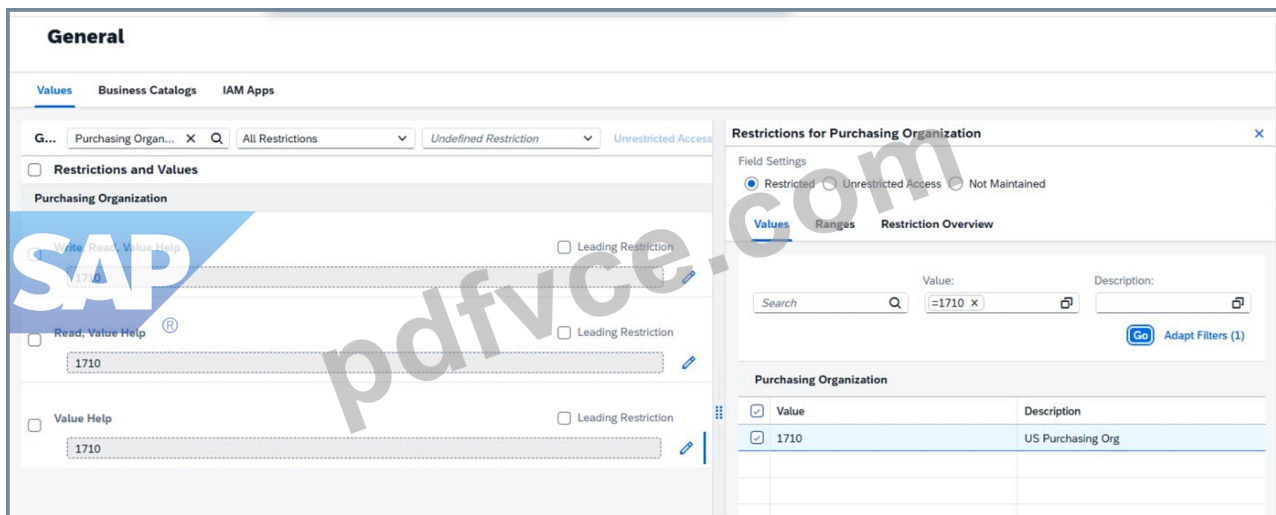 General
Values Business Catalogs IAM Apps
G... Purchasing Organ... All Restrictions Undefined Restriction Unrestricted Access
Restrictions and Values
Purchasing Organization
Write, Read, Value Help Leading Restriction
1710
Read, Value Help Leading Restriction
1710
Value Help Leading Restriction
1710
Restrictions for Purchasing Organization
Field Settings
Restricted Unrestricted Access Not Maintained
Values Ranges Restriction Overview
Value: Description:
Search =1710 x
Go Adapt Filters (1)
Purchasing Organization
Value Description
1710 US Purchasing Org
SAP ®
pdfvce.com